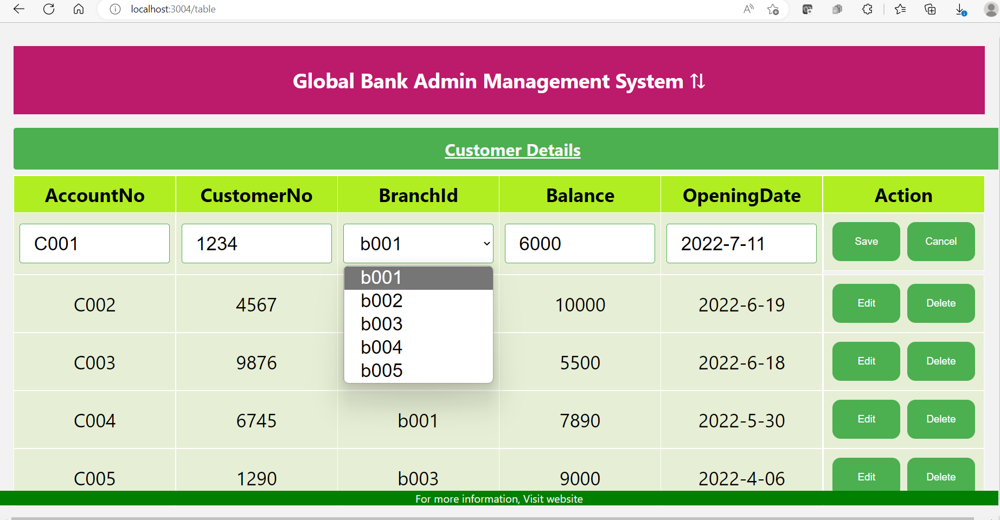 localhost:3004/table
Global Bank Admin Management System ⇅
Customer Details
AccountNo CustomerNo BranchId Balance OpeningDate Action
C001 1234 b001 6000 2022-7-11 Save Cancel
b001
b002
b003
b004
b005
C002 4567 10000 2022-6-19 Edit Delete
C003 9876 5500 2022-6-18 Edit Delete
C004 6745 b001 7890 2022-5-30 Edit Delete
C005 1290 b003 9000 2022-4-06 Edit Delete
For more information, Visit website